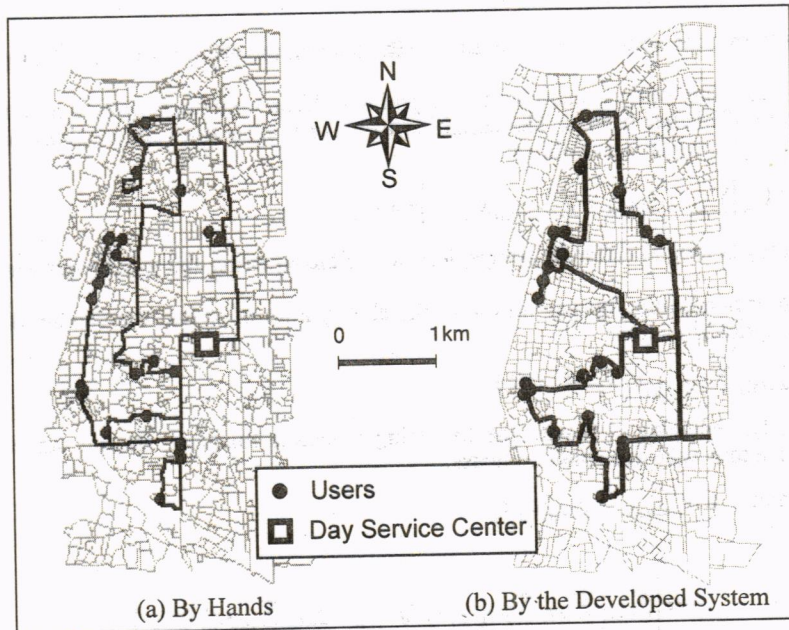 N
W E
S
0 1km
Users
Day Service Center
(a) By Hands
(b) By the Developed System